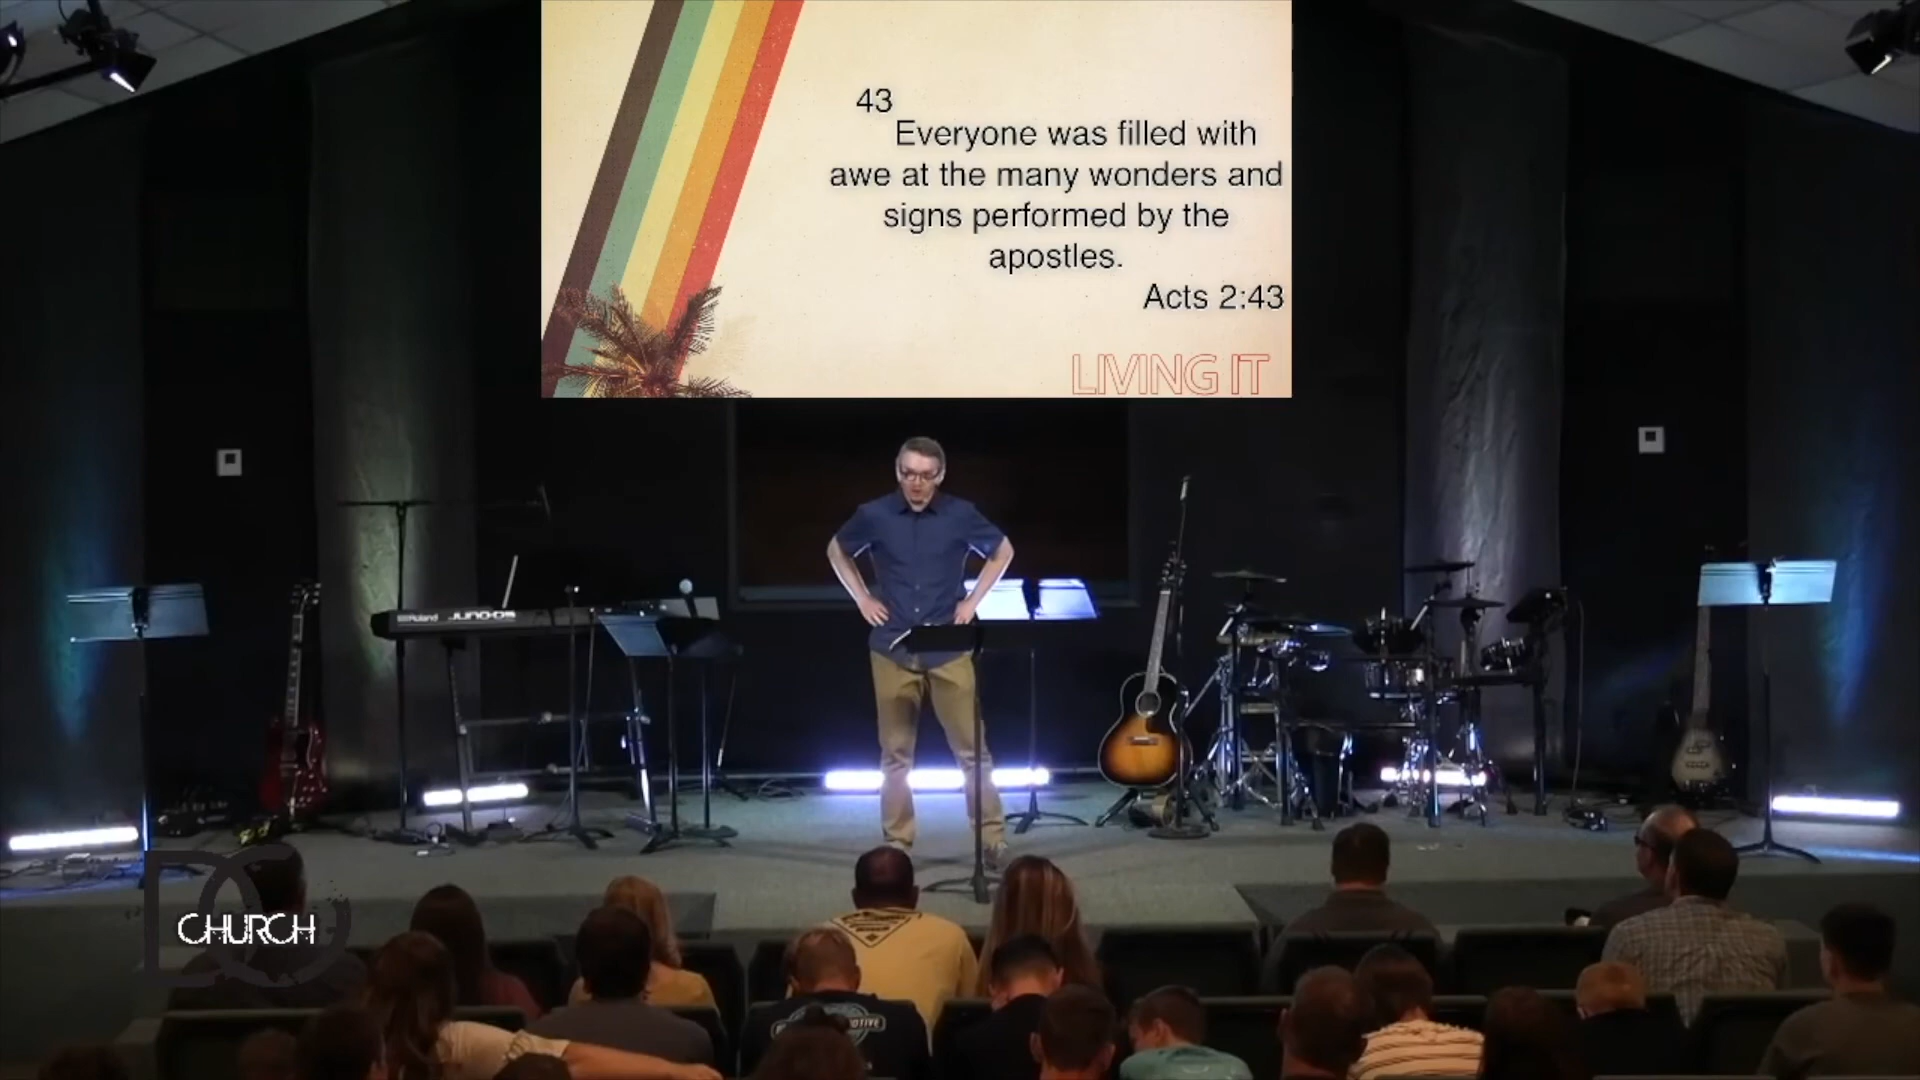 43
Everyone was filled with
awe at the many wonders and
signs performed by the
apostles.
Acts 2:43
LIVING IT
Roland JUNO-DS
DC
CHURCH